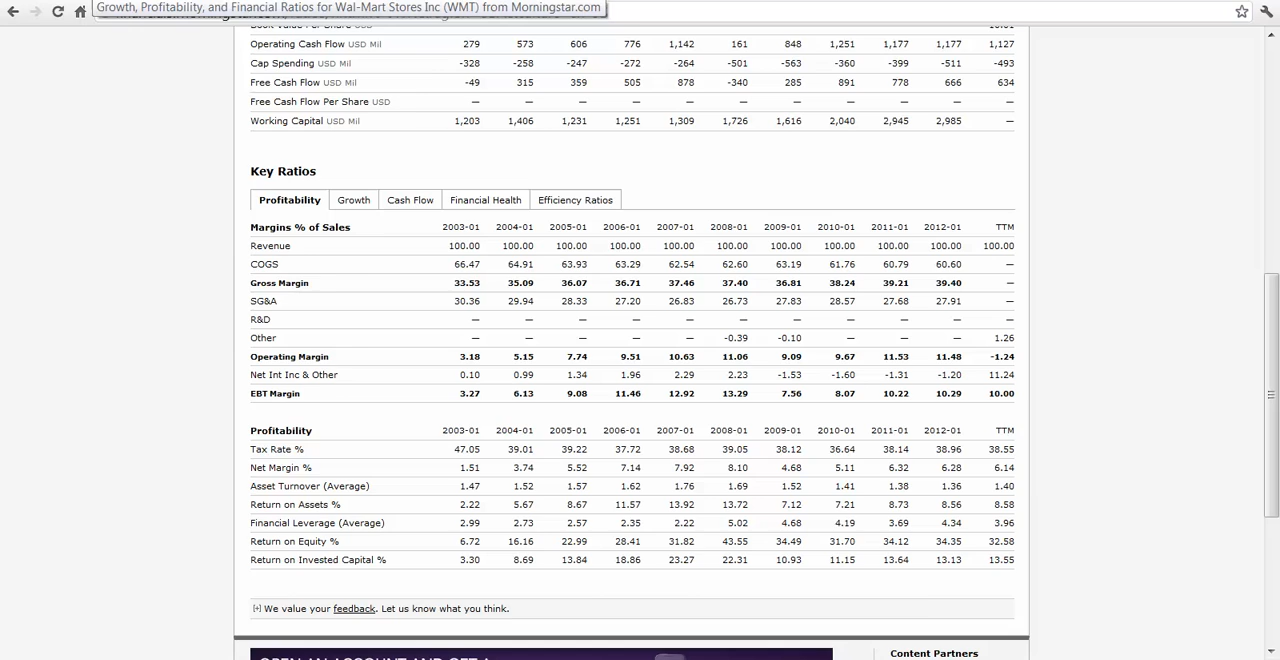 Growth, Profitability, and Financial Ratios for Wal-Mart Stores Inc (WMT) from Morningstar.com
Operating Cash Flow USD Mil 279 573 606 776 1,142 161 848 1,251 1,177 1,177 1,127
Cap Spending USD Mil -328 -258 -247 -272 -264 -501 -563 -360 -399 -511 -493
Free Cash Flow USD Mil -49 315 359 505 878 -340 285 891 778 666 634
Free Cash Flow Per Share USD — — — — — — — — — — —
Working Capital USD Mil 1,203 1,406 1,231 1,251 1,309 1,726 1,616 2,040 2,945 2,985 —
Key Ratios
Profitability Growth Cash Flow Financial Health Efficiency Ratios
Margins % of Sales 2003-01 2004-01 2005-01 2006-01 2007-01 2008-01 2009-01 2010-01 2011-01 2012-01 TTM
Revenue 100.00 100.00 100.00 100.00 100.00 100.00 100.00 100.00 100.00 100.00 100.00
COGS 66.47 64.91 63.93 63.29 62.54 62.60 63.19 61.76 60.79 60.60 —
Gross Margin 33.53 35.09 36.07 36.71 37.46 37.40 36.81 38.24 39.21 39.40 —
SG&A 30.36 29.94 28.33 27.20 26.83 26.73 27.83 28.57 27.68 27.91 —
R&D — — — — — — — — — — —
Other — — — — — -0.39 -0.10 — — — 1.26
Operating Margin 3.18 5.15 7.74 9.51 10.63 11.06 9.09 9.67 11.53 11.48 -1.24
Net Int Inc & Other 0.10 0.99 1.34 1.96 2.29 2.23 -1.53 -1.60 -1.31 -1.20 11.24
EBT Margin 3.27 6.13 9.08 11.46 12.92 13.29 7.56 8.07 10.22 10.29 10.00
Profitability 2003-01 2004-01 2005-01 2006-01 2007-01 2008-01 2009-01 2010-01 2011-01 2012-01 TTM
Tax Rate % 47.05 39.01 39.22 37.72 38.68 39.05 38.12 36.64 38.14 38.96 38.55
Net Margin % 1.51 3.74 5.52 7.14 7.92 8.10 4.68 5.11 6.32 6.28 6.14
Asset Turnover (Average) 1.47 1.52 1.57 1.62 1.76 1.69 1.52 1.41 1.38 1.36 1.40
Return on Assets % 2.22 5.67 8.67 11.57 13.92 13.72 7.12 7.21 8.73 8.56 8.58
Financial Leverage (Average) 2.99 2.73 2.57 2.35 2.22 5.02 4.68 4.19 3.69 4.34 3.96
Return on Equity % 6.72 16.16 22.99 28.41 31.82 43.55 34.49 31.70 34.12 34.35 32.58
Return on Invested Capital % 3.30 8.69 13.84 18.86 23.27 22.31 10.93 11.15 13.64 13.13 13.55
[+] We value your feedback. Let us know what you think.
OPEN AN ACCOUNT AND GET A
Content Partners